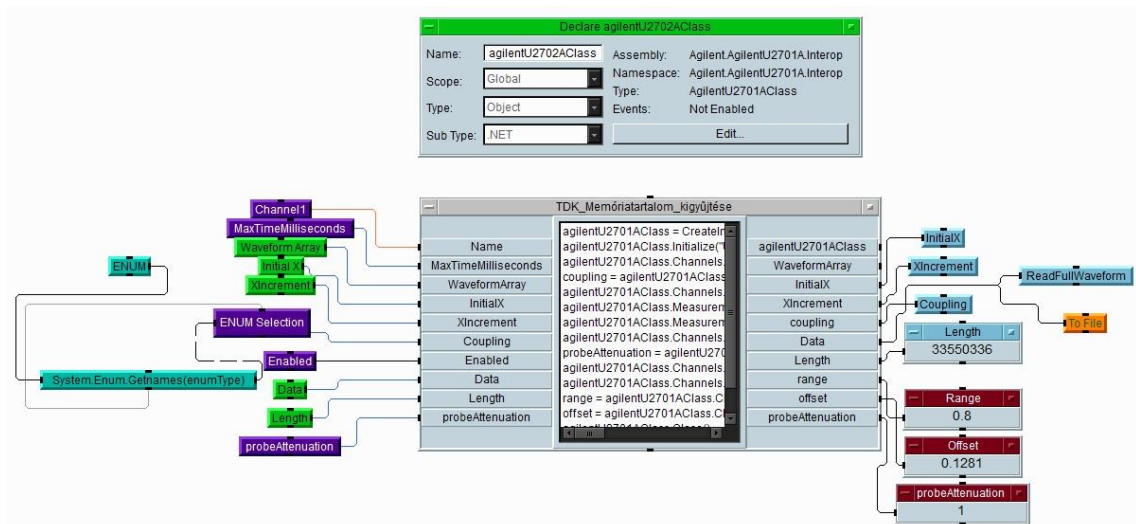 Declare agilentU2702AClass
Name: agilentU2702AClass Assembly: Agilent.AgilentU2701A.Interop
Scope: Global Namespace: Agilent.AgilentU2701A.Interop
Type: AgilentU2701AClass
Type: Object Events: Not Enabled
Sub Type: .NET Edit...
TDK_Memóriatartalom_kigyűjtése
Channel1
MaxTimeMilliseconds
Waveform Array
Initial X
XIncrement
ENUM
ENUM Selection
Enabled
System.Enum.Getnames(enumType)
Data
Length
probeAttenuation
Name
MaxTimeMilliseconds
WaveformArray
InitialX
XIncrement
Coupling
Enabled
Data
Length
probeAttenuation
agilentU2701AClass = CreateIn
agilentU2701AClass.Initialize("
agilentU2701AClass.Channels.
coupling = agilentU2701AClass
agilentU2701AClass.Channels.
agilentU2701AClass.Measurem
agilentU2701AClass.Measurem
agilentU2701AClass.Channels.
probeAttenuation = agilentU270
agilentU2701AClass.Channels.
range = agilentU2701AClass.C
offset = agilentU2701AClass.Cl
agilentU2701AClass
WaveformArray
InitialX
XIncrement
coupling
Data
Length
range
offset
probeAttenuation
InitialX
XIncrement
ReadFullWaveform
Coupling
To File
Length
33550336
Range
0.8
Offset
0.1281
probeAttenuation
1